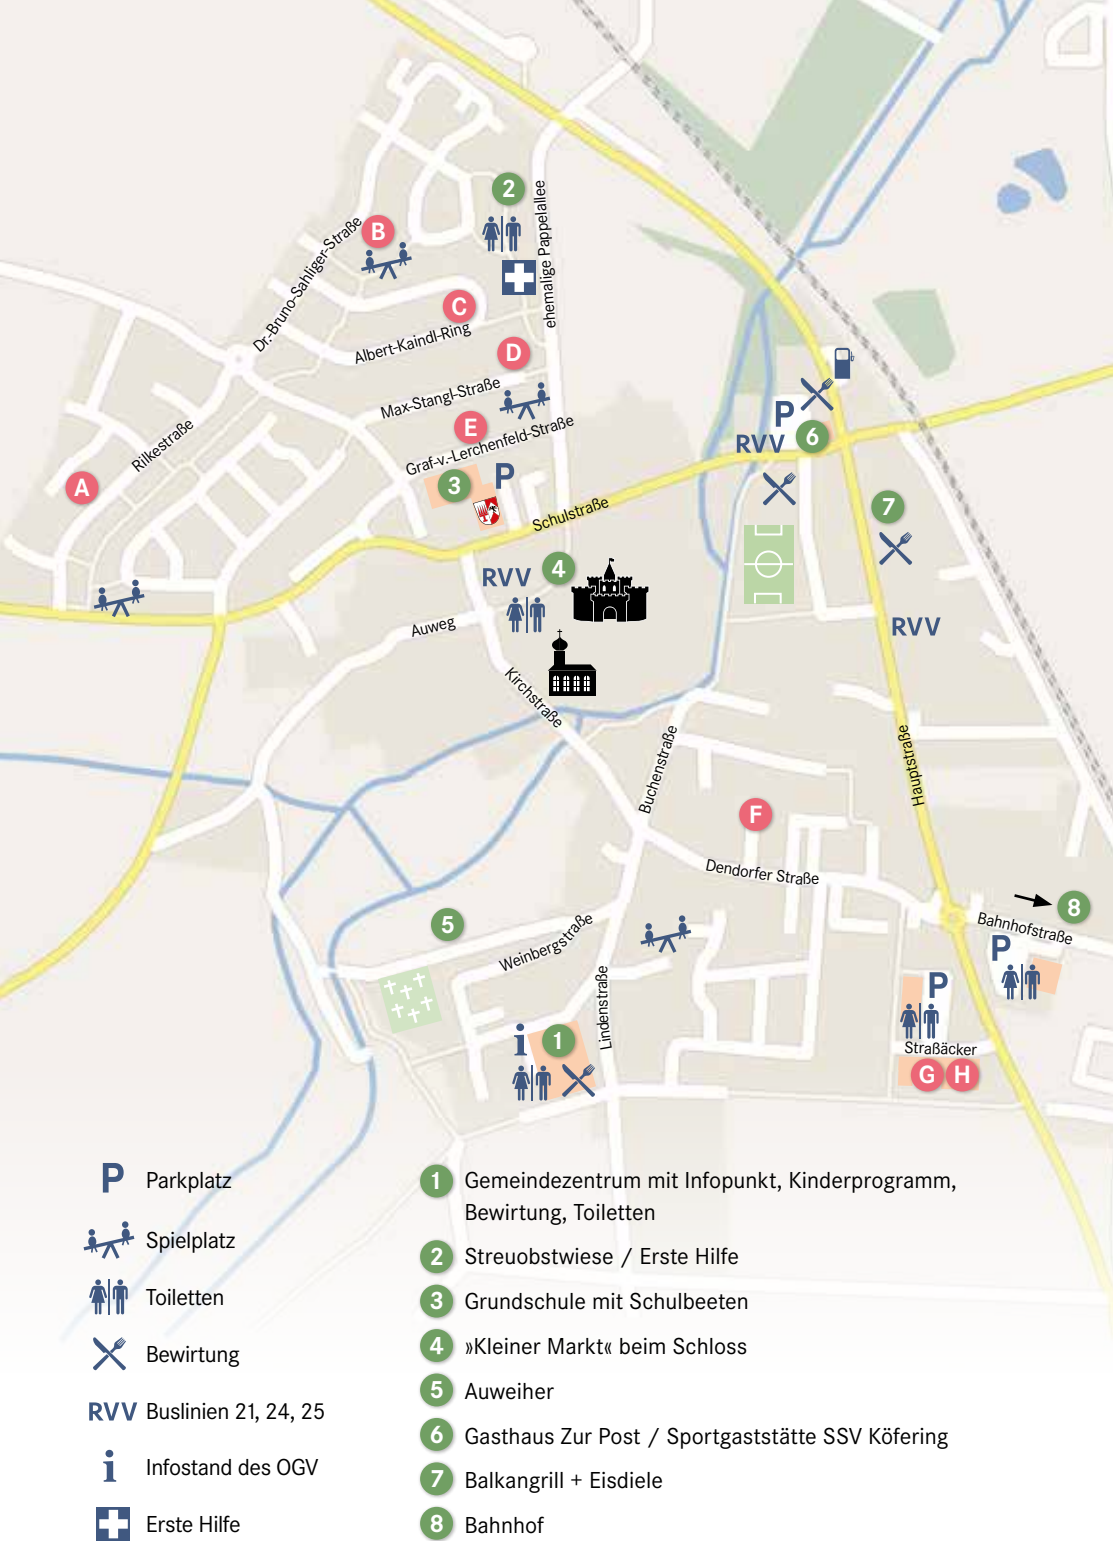 2
ehemalige Pappelallee
B
Dr.-Bruno-Sahliger-Straße
C
Albert-Kaindl-Ring
D
Max-Stangl-Straße
E
Graf-v.-Lerchenfeld-Straße
Rilkestraße
A
3
P
Schulstraße
P
RVV 6
7
RVV 4
RVV
Auweg
Kirchstraße
Buchenstraße
Hauptstraße
F
Dendorfer Straße
8
Bahnhofstraße
P
5
Weinbergstraße
Lindenstraße
P
i 1
Straßäcker
G H
P Parkplatz
Spielplatz
Toiletten
Bewirtung
RVV Buslinien 21, 24, 25
i Infostand des OGV
Erste Hilfe
1 Gemeindezentrum mit Infopunkt, Kinderprogramm,
Bewirtung, Toiletten
2 Streuobstwiese / Erste Hilfe
3 Grundschule mit Schulbeeten
4 »Kleiner Markt« beim Schloss
5 Auweiher
6 Gasthaus Zur Post / Sportgaststätte SSV Köfering
7 Balkangrill + Eisdiele
8 Bahnhof